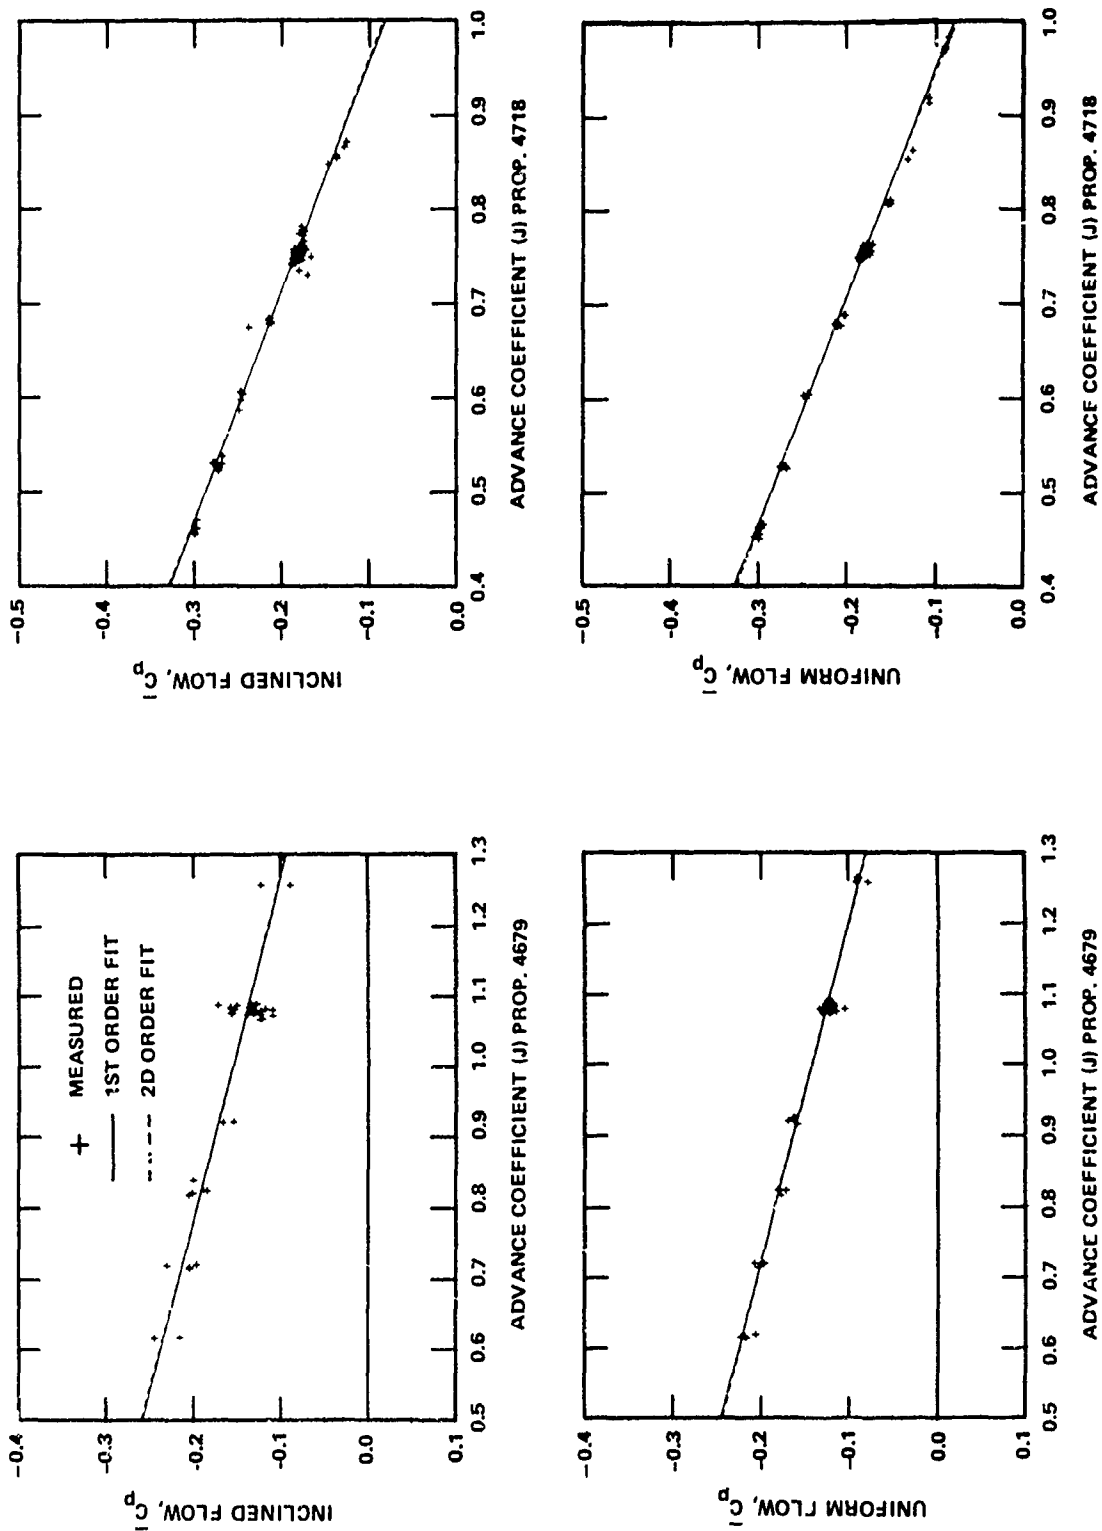 -0.5
-0.4
-0.3
-0.2
-0.1
0.0
INCLINED FLOW, C̅p
0.4 0.5 0.6 0.7 0.8 0.9 1.0
ADVANCE COEFFICIENT (J) PROP. 4718
-0.5
-0.4
-0.3
-0.2
-0.1
0.0
UNIFORM FLOW, C̅p
0.4 0.5 0.6 0.7 0.8 0.9 1.0
ADVANCE COEFFICIENT (J) PROP. 4718
-0.4
-0.3
-0.2
-0.1
0.0
0.1
INCLINED FLOW, C̅p
+ MEASURED
1ST ORDER FIT
2D ORDER FIT
0.5 0.6 0.7 0.8 0.9 1.0 1.1 1.2 1.3
ADVANCE COEFFICIENT (J) PROP. 4679
-0.4
-0.3
-0.2
-0.1
0.0
0.1
UNIFORM FLOW, C̅p
0.5 0.6 0.7 0.8 0.9 1.0 1.1 1.2 1.3
ADVANCE COEFFICIENT (J) PROP. 4679